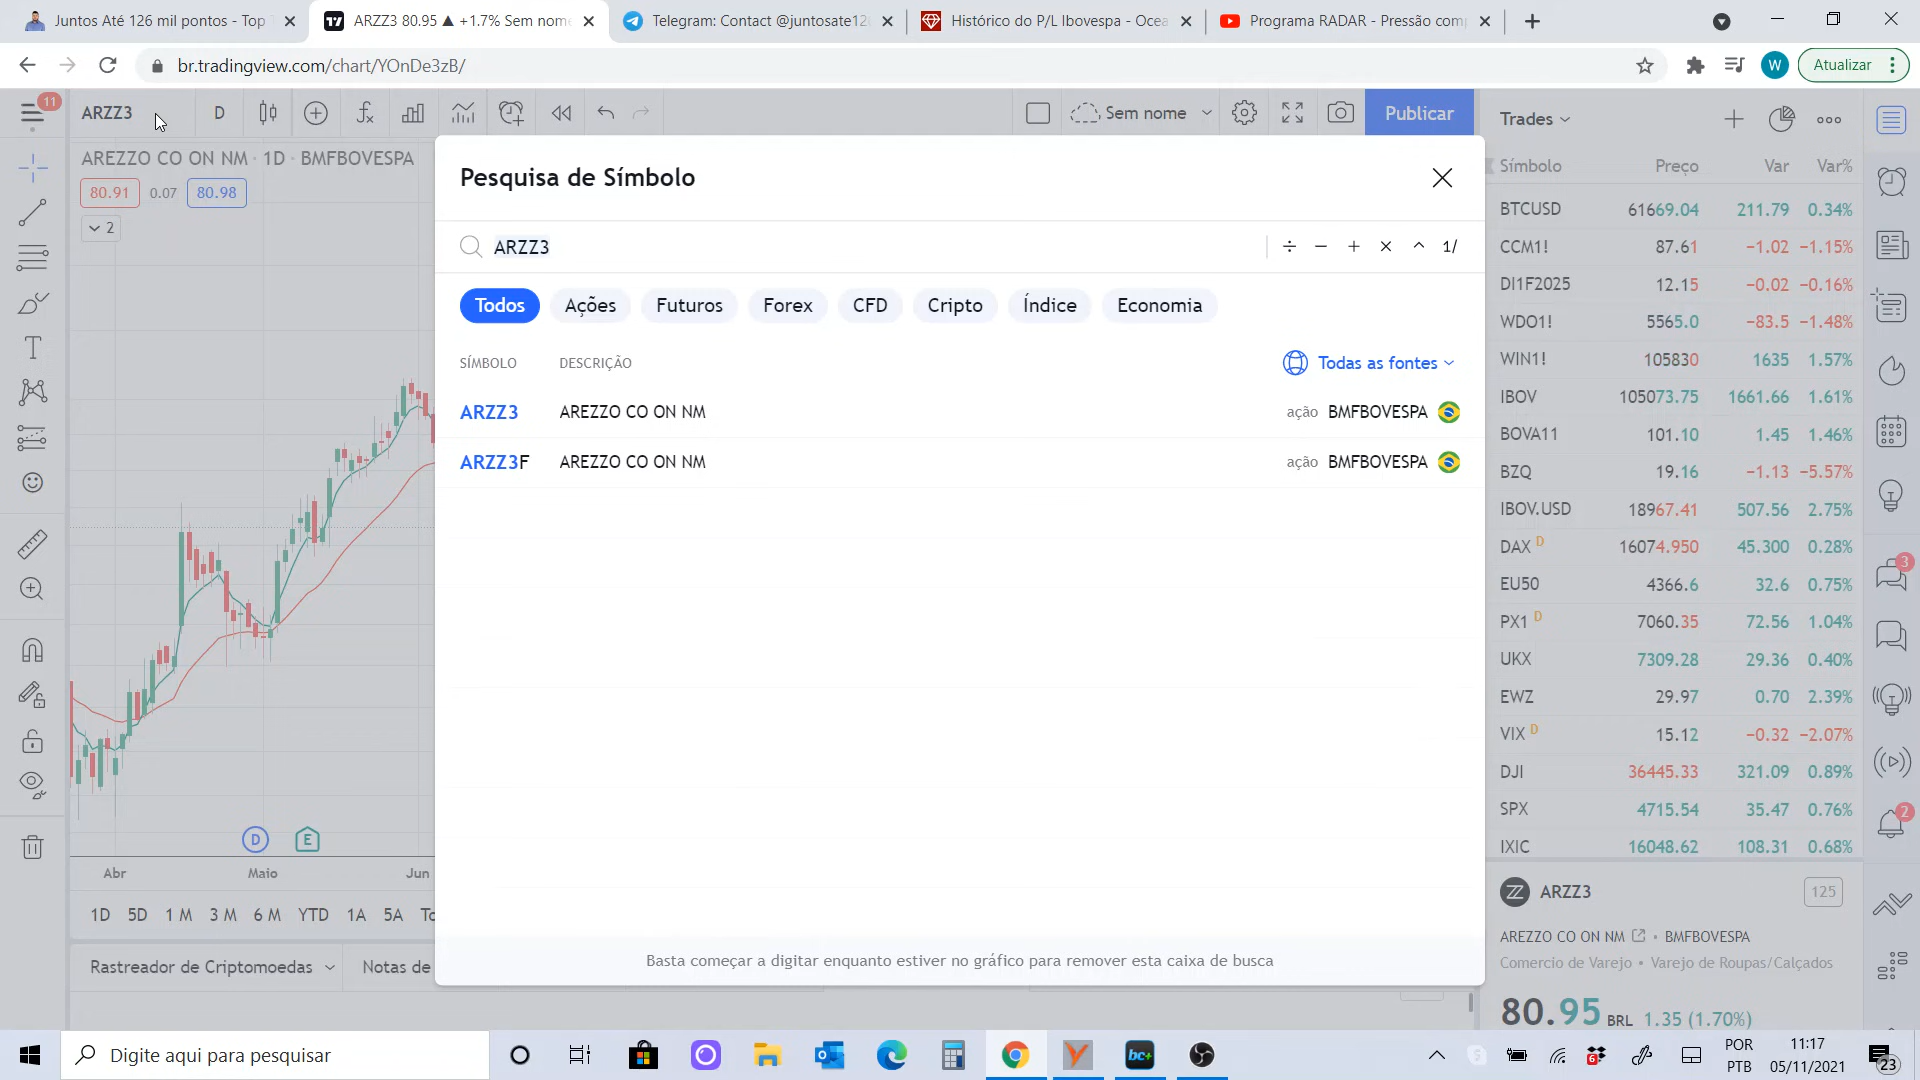 Juntos Até 126 mil pontos - Top
ARZZ3 80.95 ▲ +1.7% Sem nome
Telegram: Contact @juntosate12
Histórico do P/L Ibovespa - Ocea
Programa RADAR - Pressão comp
br.tradingview.com/chart/YOnDe3zB/
W
Atualizar
11
ARZZ3
D
Sem nome
Publicar
Trades
AREZZO CO ON NM · 1D · BMFBOVESPA
80.91
0.07
80.98
2
Pesquisa de Símbolo
ARZZ3
÷ − + × ^ 1/
Todos
Ações
Futuros
Forex
CFD
Cripto
Índice
Economia
SÍMBOLO
DESCRIÇÃO
Todas as fontes
ARZZ3 AREZZO CO ON NM ação BMFBOVESPA
ARZZ3F AREZZO CO ON NM ação BMFBOVESPA
Basta começar a digitar enquanto estiver no gráfico para remover esta caixa de busca
Símbolo Preço Var Var%
BTCUSD 61669.04 211.79 0.34%
CCM1! 87.61 −1.02 −1.15%
DI1F2025 12.15 −0.02 −0.16%
WDO1! 5565.0 −83.5 −1.48%
WIN1! 105830 1635 1.57%
IBOV 105073.75 1661.66 1.61%
BOVA11 101.10 1.45 1.46%
BZQ 19.16 −1.13 −5.57%
IBOV.USD 18967.41 507.56 2.75%
DAX D 16074.950 45.300 0.28%
EU50 4366.6 32.6 0.75%
PX1 D 7060.35 72.56 1.04%
UKX 7309.28 29.36 0.40%
EWZ 29.97 0.70 2.39%
VIX D 15.12 −0.32 −2.07%
DJI 36445.33 321.09 0.89%
SPX 4715.54 35.47 0.76%
IXIC 16048.62 108.31 0.68%
3
2
ARZZ3
125
AREZZO CO ON NM • BMFBOVESPA
Comercio de Varejo • Varejo de Roupas/Calçados
80.95 BRL 1.35 (1.70%)
D
E
Abr
Maio
Jun
1D 5D 1 M 3 M 6 M YTD 1A 5A To
Rastreador de Criptomoedas
Notas de
Digite aqui para pesquisar
bc+
6
POR
PTB
11:17
05/11/2021
23